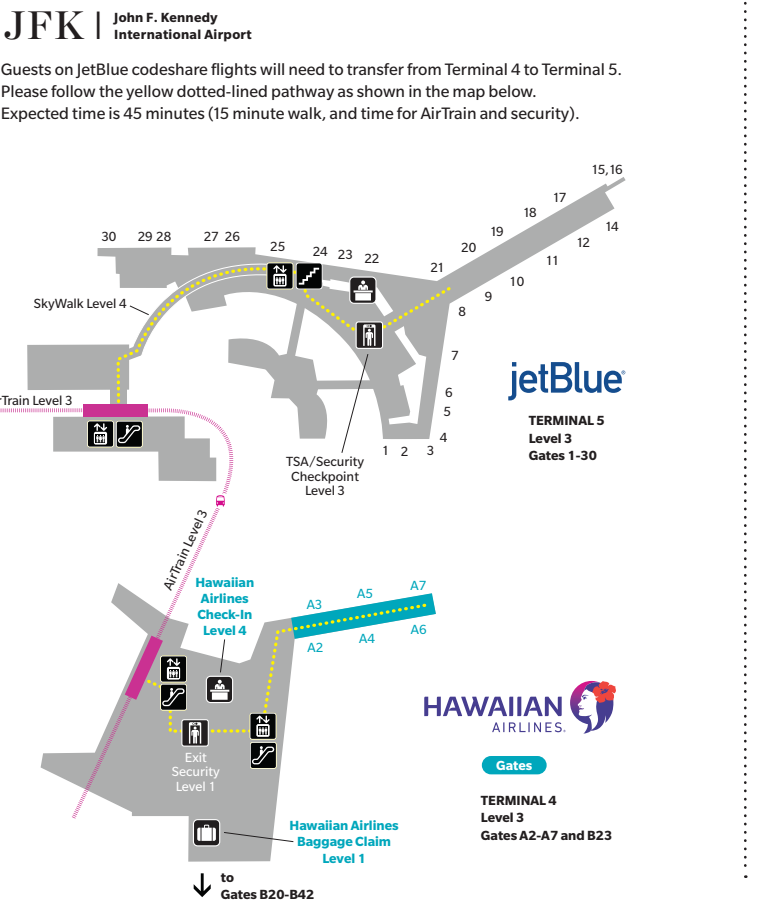 JFK
John F. Kennedy
International Airport
Guests on JetBlue codeshare flights will need to transfer from Terminal 4 to Terminal 5.
Please follow the yellow dotted-lined pathway as shown in the map below.
Expected time is 45 minutes (15 minute walk, and time for AirTrain and security).
15,16
17
18
14
19
12
30
29 28
27 26
25
24
23
22
20
11
21
10
9
8
SkyWalk Level 4
7
jetBlue
6
rTrain Level 3
5
TERMINAL 5
Level 3
Gates 1-30
4
1
2
3
TSA/Security
Checkpoint
Level 3
AirTrain Level 3
Hawaiian
Airlines
Check-In
Level 4
A3
A5
A7
A2
A4
A6
HAWAIIAN
AIRLINES.
Exit
Security
Level 1
Gates
TERMINAL 4
Level 3
Gates A2-A7 and B23
Hawaiian Airlines
Baggage Claim
Level 1
to
Gates B20-B42